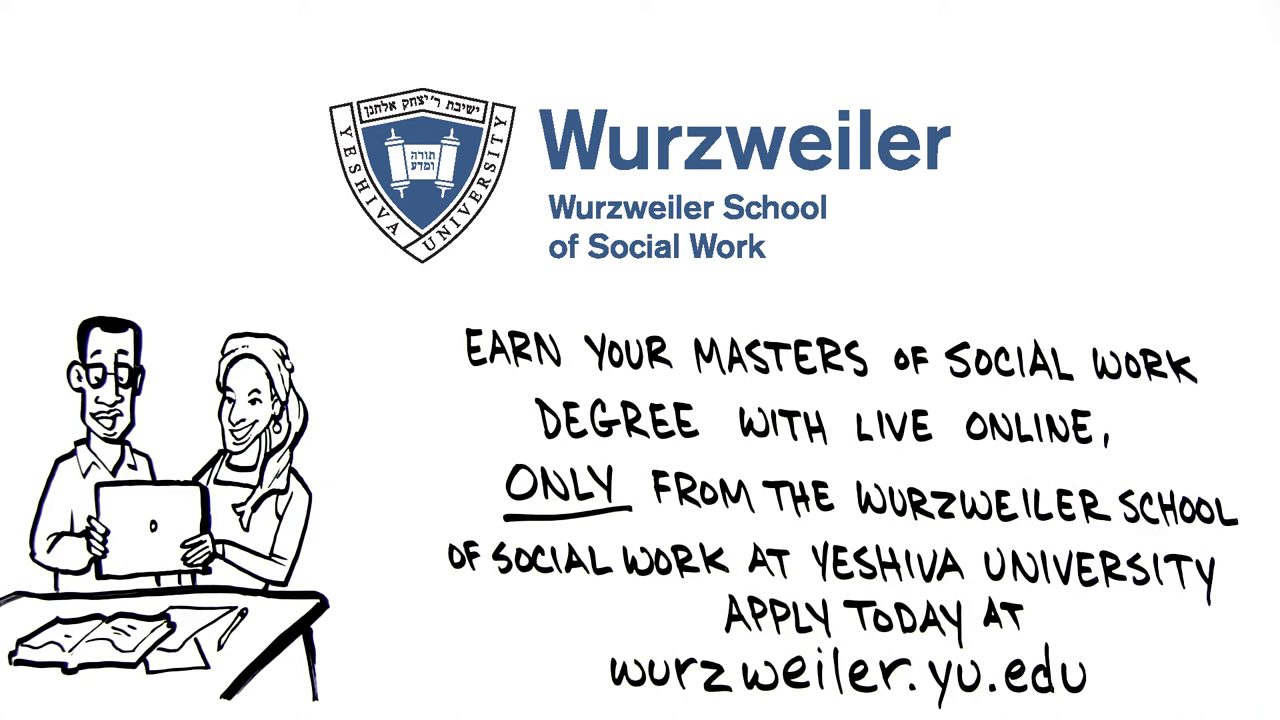 ישיבת ר' יצחק אלחנן
YESHIVA UNIVERSITY
תורה
ומדע
Wurzweiler
Wurzweiler School
of Social Work
EARN YOUR MASTERS OF SOCIAL WORK
DEGREE WITH LIVE ONLINE,
ONLY FROM THE WURZWEILER SCHOOL
OF SOCIAL WORK AT YESHIVA UNIVERSITY
APPLY TODAY AT
wurzweiler.yu.edu